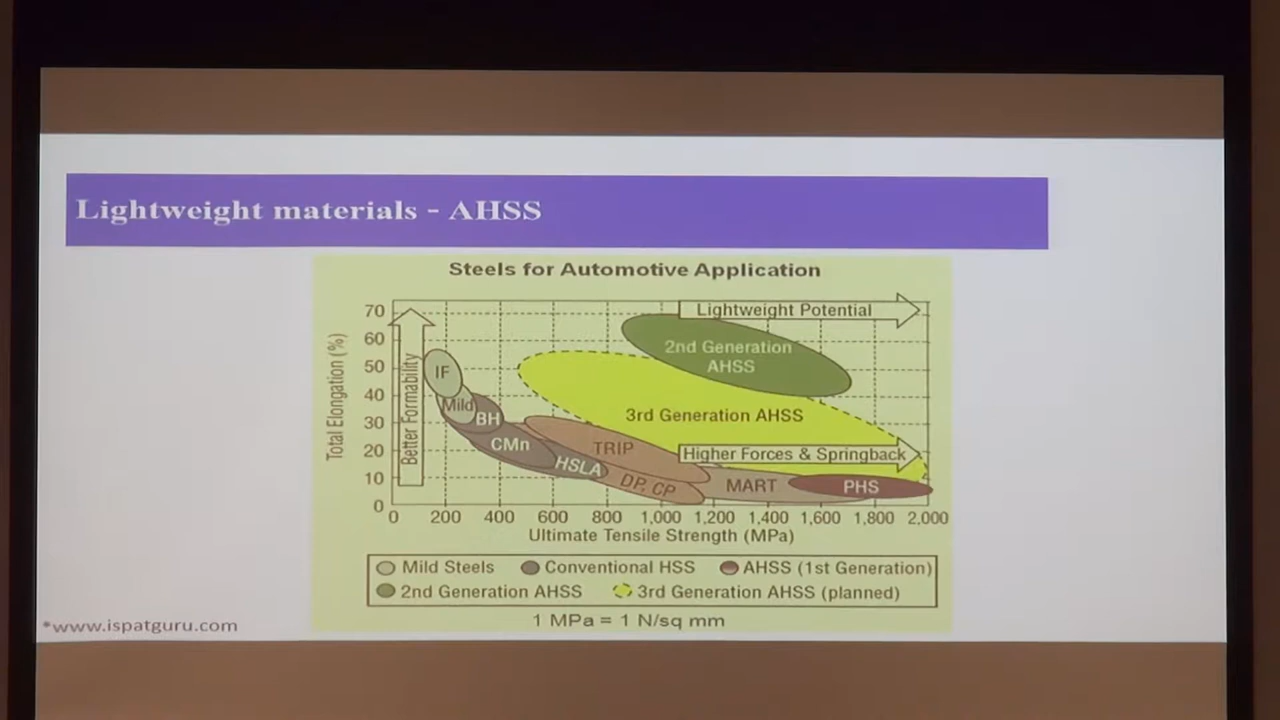 Lightweight materials - AHSS
Steels for Automotive Application
Total Elongation (%)
70
60
50
40
30
20
10
0
Better Formability
Lightweight Potential
2nd Generation
AHSS
IF
Mild
BH
3rd Generation AHSS
CMn
TRIP
Higher Forces & Springback
HSLA
DP, CP
MART
PHS
0 200 400 600 800 1,000 1,200 1,400 1,600 1,800 2,000
Ultimate Tensile Strength (MPa)
Mild Steels Conventional HSS AHSS (1st Generation)
2nd Generation AHSS 3rd Generation AHSS (planned)
1 MPa = 1 N/sq mm
*www.ispatguru.com